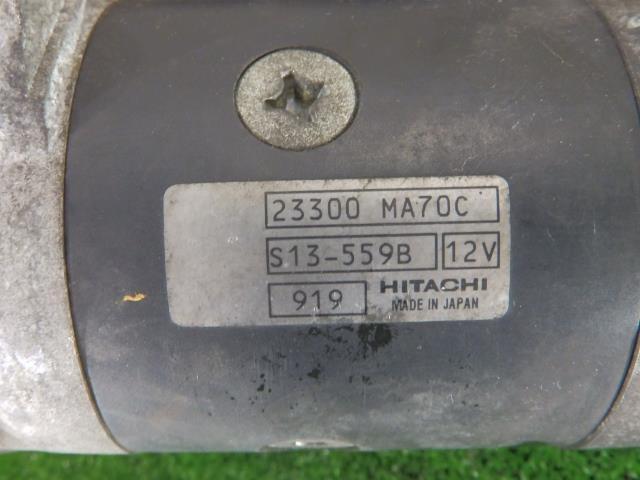 23300 MA70C
S13-559B 12V
919 HITACHI
MADE IN JAPAN